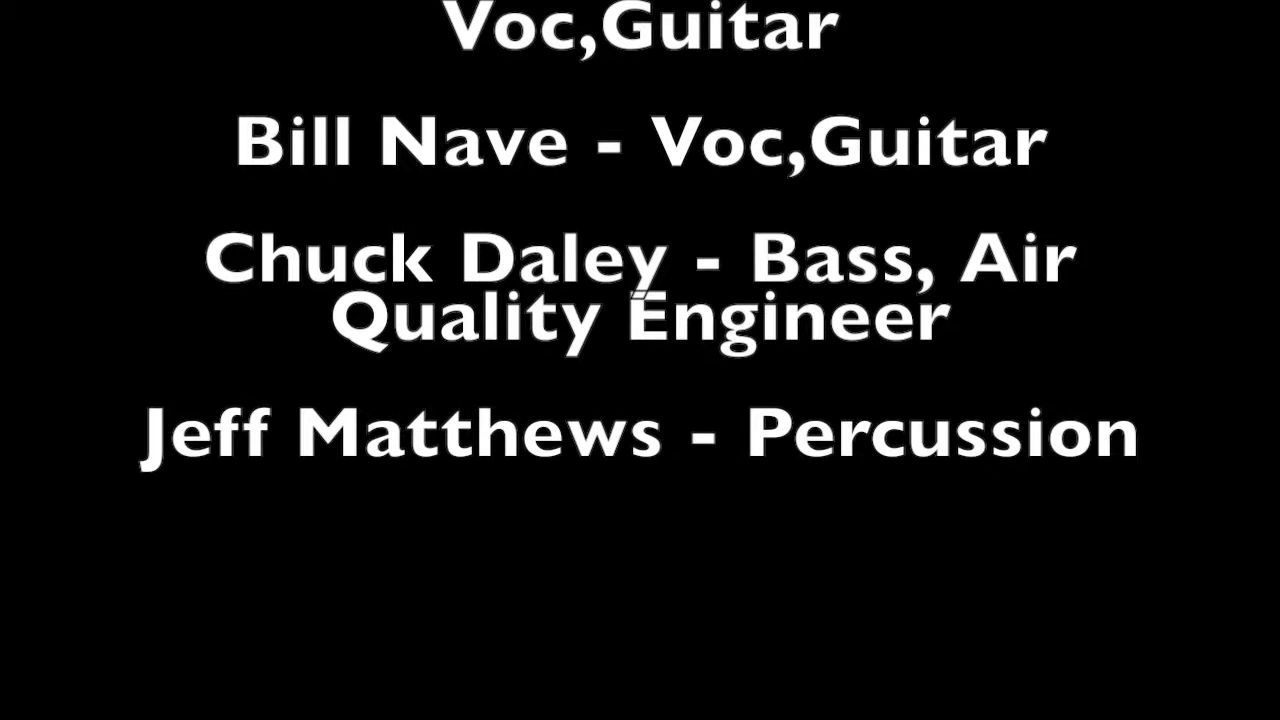 Voc,Guitar
Bill Nave - Voc,Guitar
Chuck Daley - Bass, Air
Quality Engineer
Jeff Matthews - Percussion